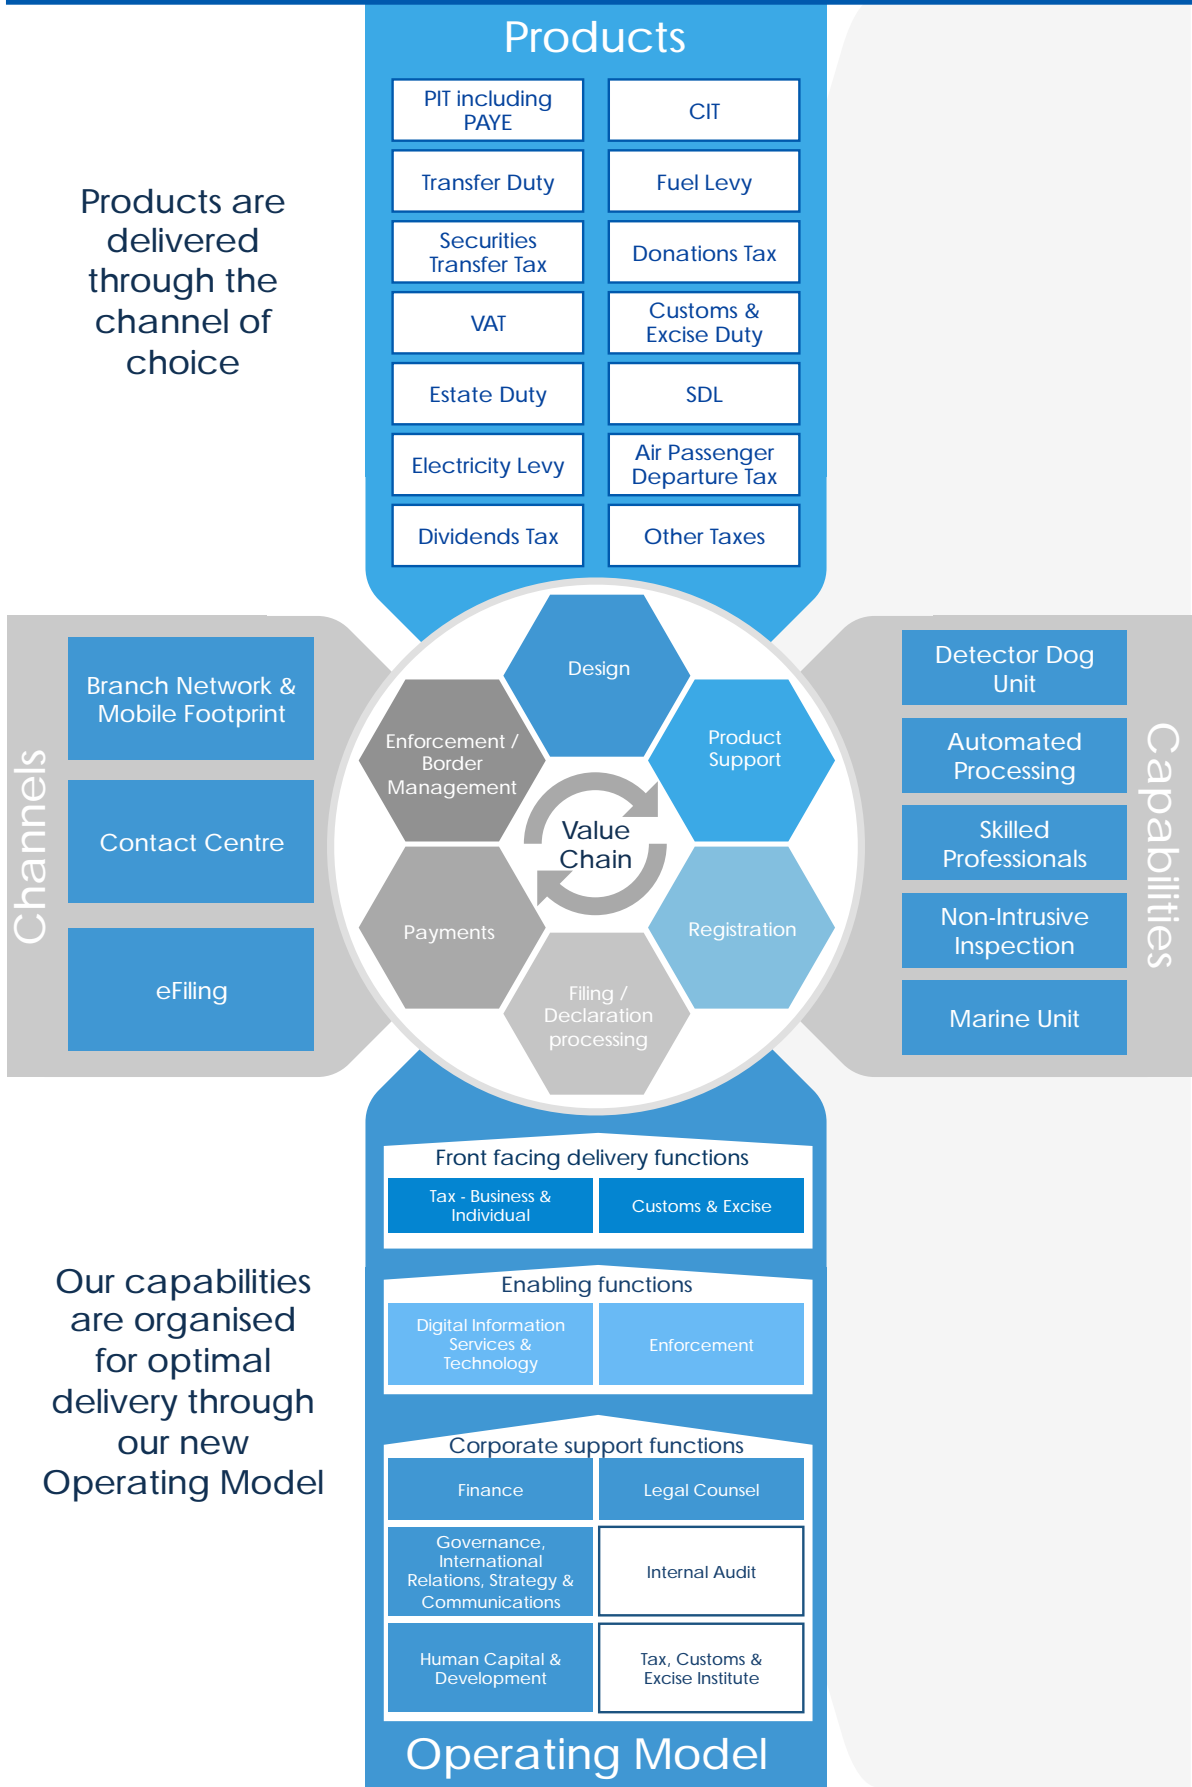 Products
PIT including
PAYE
CIT
Transfer Duty
Fuel Levy
Securities
Transfer Tax
Donations Tax
VAT
Customs &
Excise Duty
Estate Duty
SDL
Electricity Levy
Air Passenger
Departure Tax
Dividends Tax
Other Taxes
Products are
delivered
through the
channel of
choice
Channels
Branch Network &
Mobile Footprint
Contact Centre
eFiling
Design
Product
Support
Registration
Filing /
Declaration
processing
Payments
Enforcement /
Border
Management
Value
Chain
Capabilities
Detector Dog
Unit
Automated
Processing
Skilled
Professionals
Non-Intrusive
Inspection
Marine Unit
Our capabilities
are organised
for optimal
delivery through
our new
Operating Model
Front facing delivery functions
Tax - Business &
Individual
Customs & Excise
Enabling functions
Digital Information
Services &
Technology
Enforcement
Corporate support functions
Finance
Legal Counsel
Governance,
International
Relations, Strategy &
Communications
Internal Audit
Human Capital &
Development
Tax, Customs &
Excise Institute
Operating Model